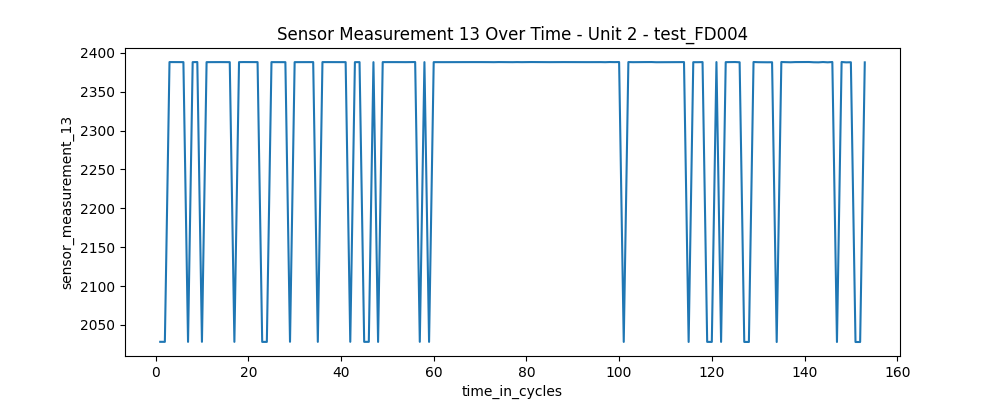 Sensor Measurement 13 Over Time - Unit 2 - test_FD004
sensor_measurement_13
2400
2350
2300
2250
2200
2150
2100
2050
0 20 40 60 80 100 120 140 160
time_in_cycles